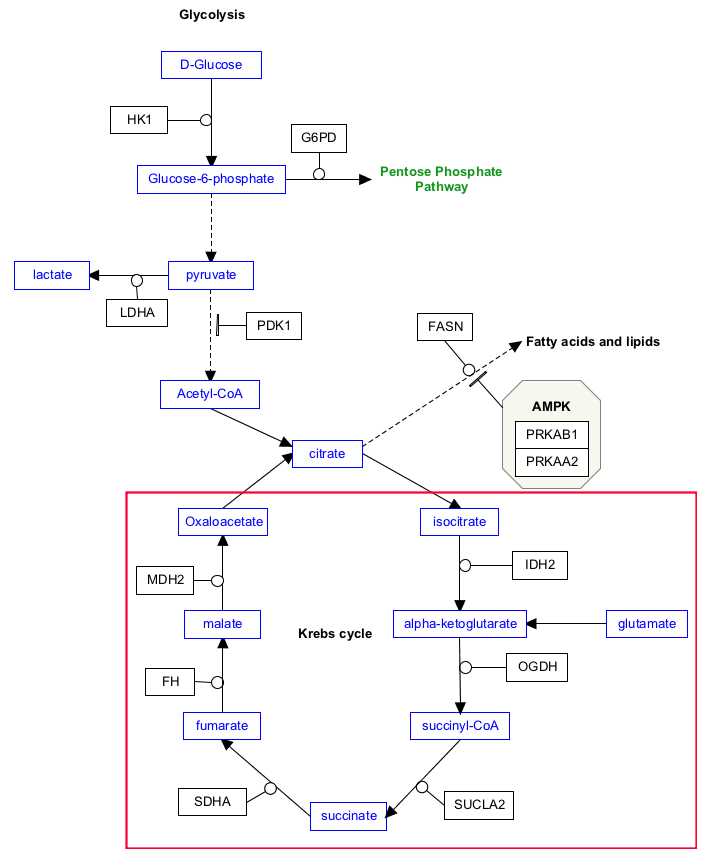 Glycolysis
D-Glucose
HK1
G6PD
Glucose-6-phosphate
Pentose Phosphate
Pathway
lactate
pyruvate
LDHA
PDK1
FASN
Fatty acids and lipids
Acetyl-CoA
AMPK
PRKAB1
PRKAA2
citrate
Oxaloacetate
isocitrate
MDH2
IDH2
malate
Krebs cycle
alpha-ketoglutarate
glutamate
FH
OGDH
fumarate
succinyl-CoA
SDHA
SUCLA2
succinate